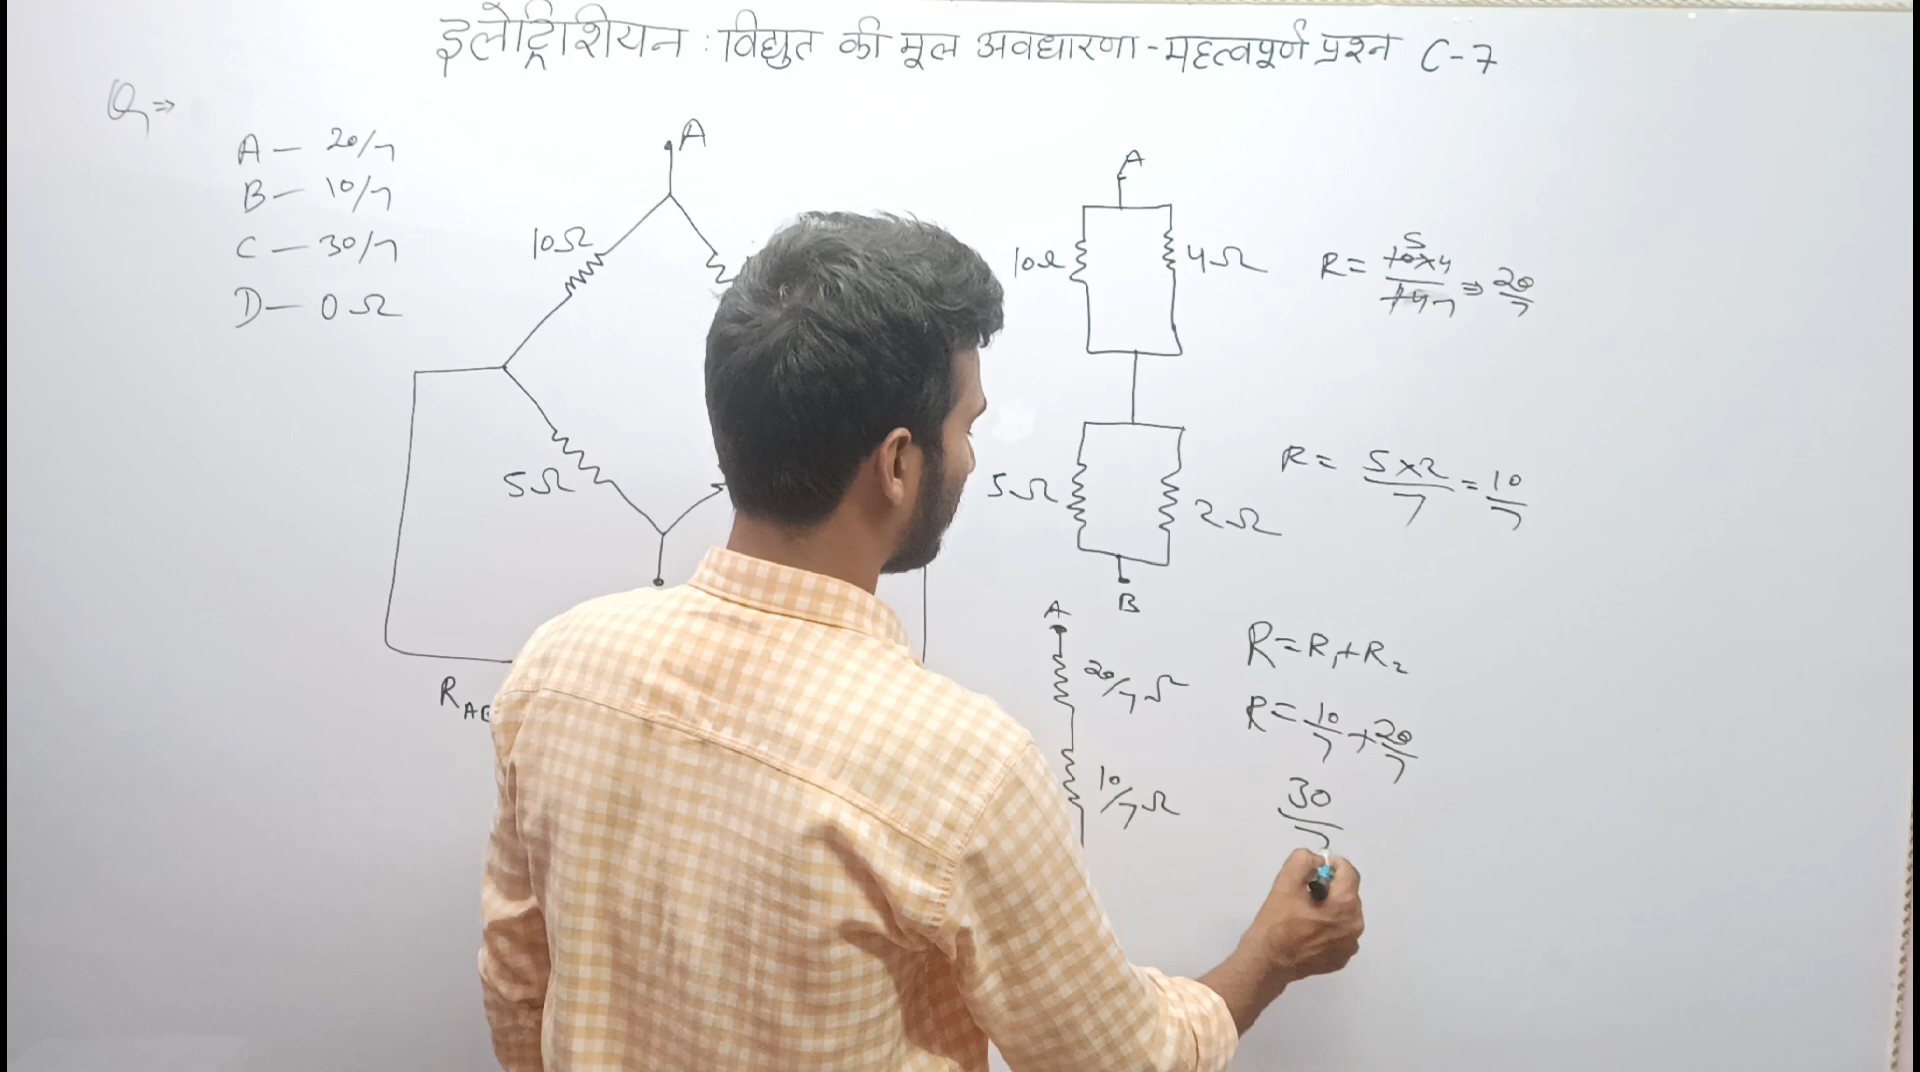 इलैट्रिशियन : विद्युत की मूल अवधारणा - महत्वपूर्ण प्रश्न C-7
Q⇒
A — 20/7
B — 10/7
C — 30/7
D — 0 Ω
A
10Ω
5Ω
R
A
10Ω
4Ω
R = 10×4/14 ⇒ 20/7
5
7
5Ω
2Ω
R = 5×2/7 = 10/7
B
A
20/7 Ω
10/7 Ω
R = R₁ + R₂
R = 10/7 + 20/7
30/7